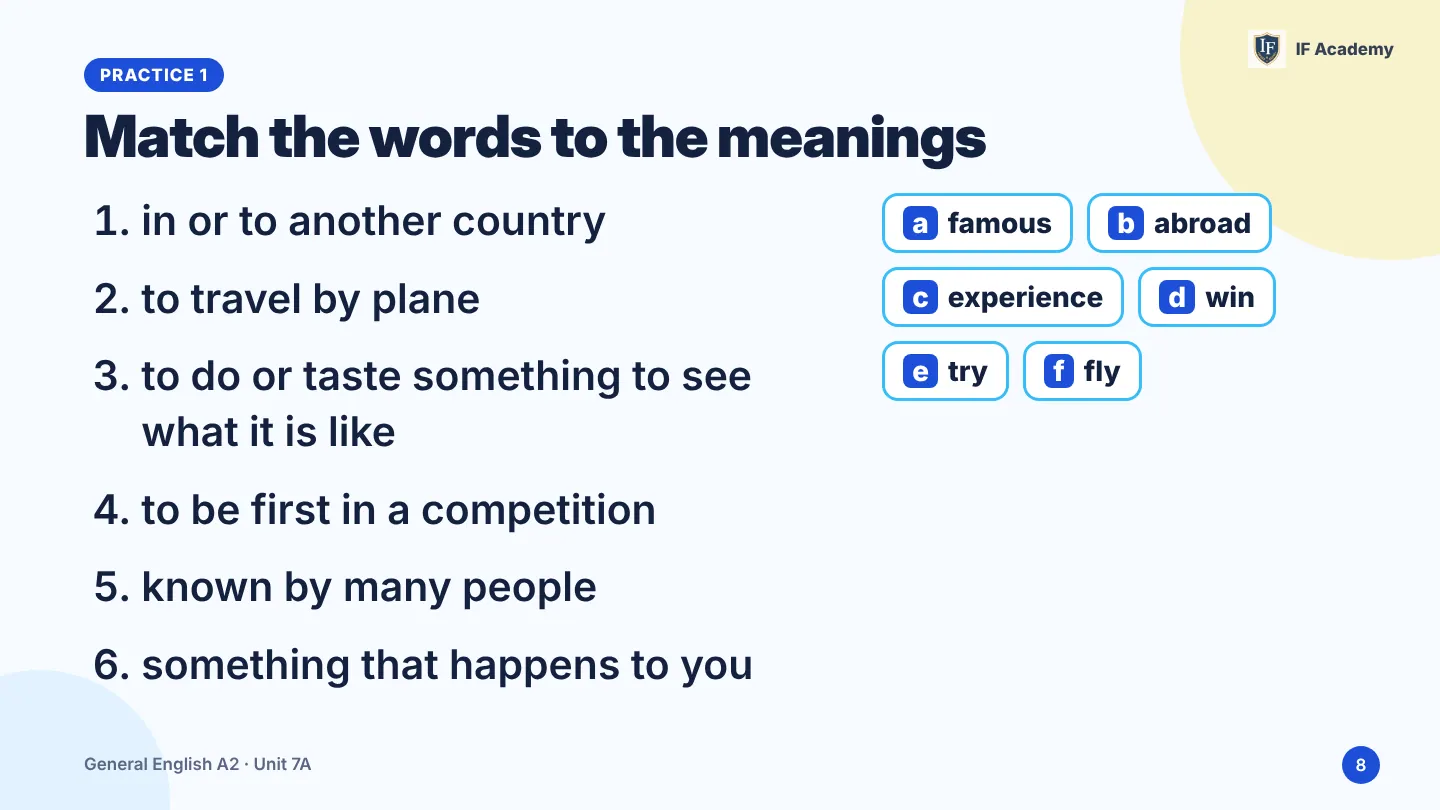 IF
IF Academy
PRACTICE 1
Match the words to the meanings
1. in or to another country
2. to travel by plane
3. to do or taste something to see
what it is like
4. to be first in a competition
5. known by many people
6. something that happens to you
a famous
b abroad
c experience
d win
e try
f fly
General English A2 · Unit 7A
8